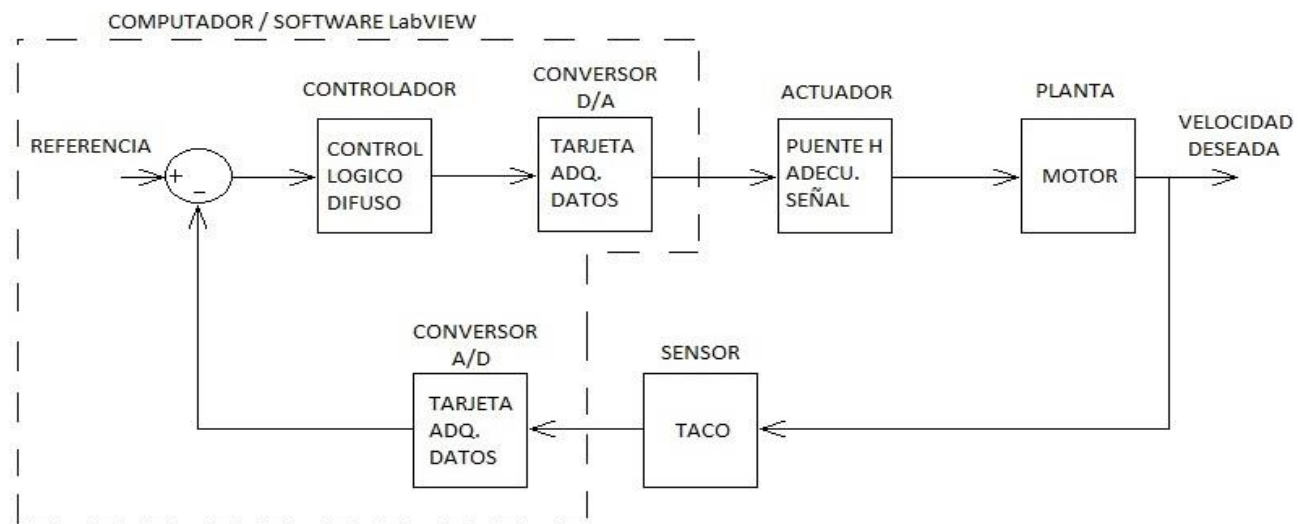 COMPUTADOR / SOFTWARE LabVIEW
REFERENCIA
+
−
CONTROLADOR
CONTROL
LOGICO
DIFUSO
CONVERSOR
D/A
TARJETA
ADQ.
DATOS
ACTUADOR
PUENTE H
ADECU.
SEÑAL
PLANTA
MOTOR
VELOCIDAD
DESEADA
CONVERSOR
A/D
TARJETA
ADQ.
DATOS
SENSOR
TACO